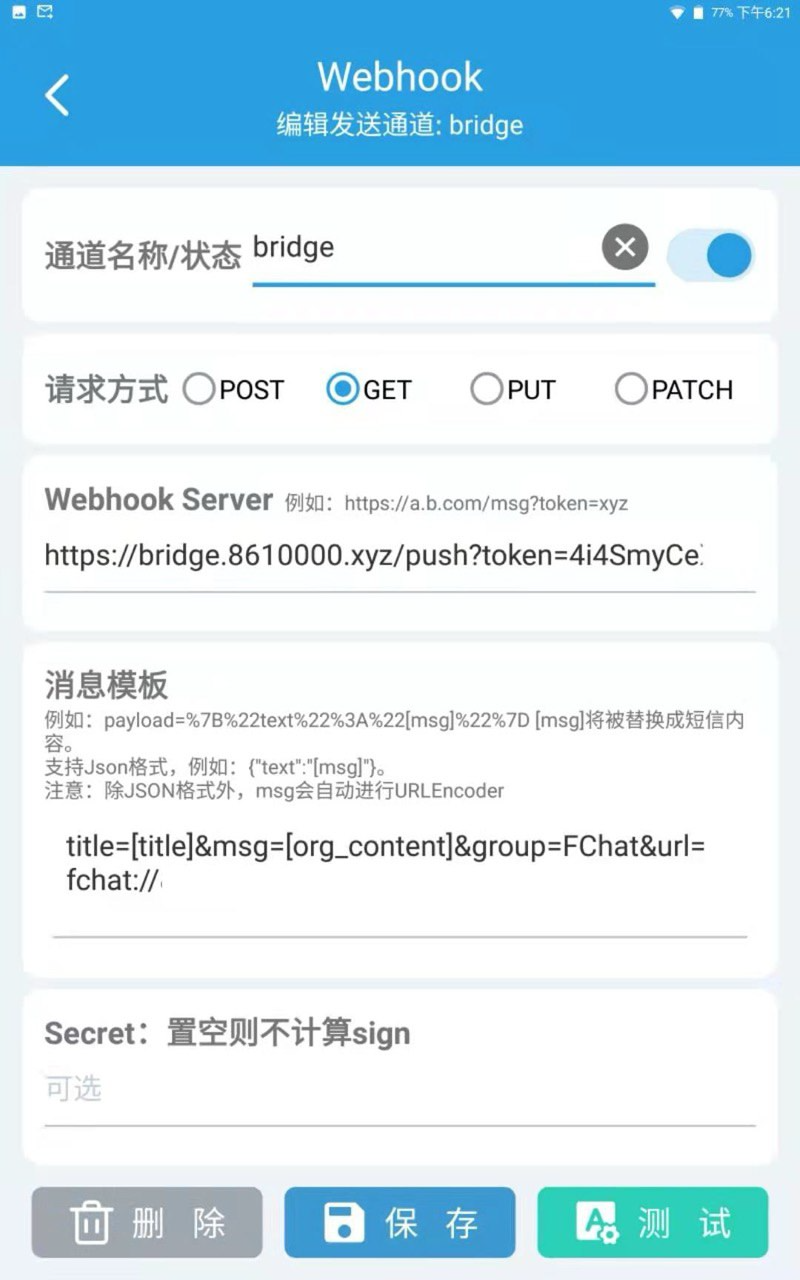 77% 下午6:21
Webhook
编辑发送通道: bridge
通道名称/状态 bridge
请求方式 POST GET PUT PATCH
Webhook Server 例如：https://a.b.com/msg?token=xyz
https://bridge.8610000.xyz/push?token=4i4SmyCe
消息模板
例如：payload=%7B%22text%22%3A%22[msg]%22%7D [msg]将被替换成短信内
容。
支持Json格式，例如：{"text":"[msg]"}。
注意：除JSON格式外，msg会自动进行URLEncoder
title=[title]&msg=[org_content]&group=FChat&url=
fchat://
Secret：置空则不计算sign
可选
删 除
保 存
测 试